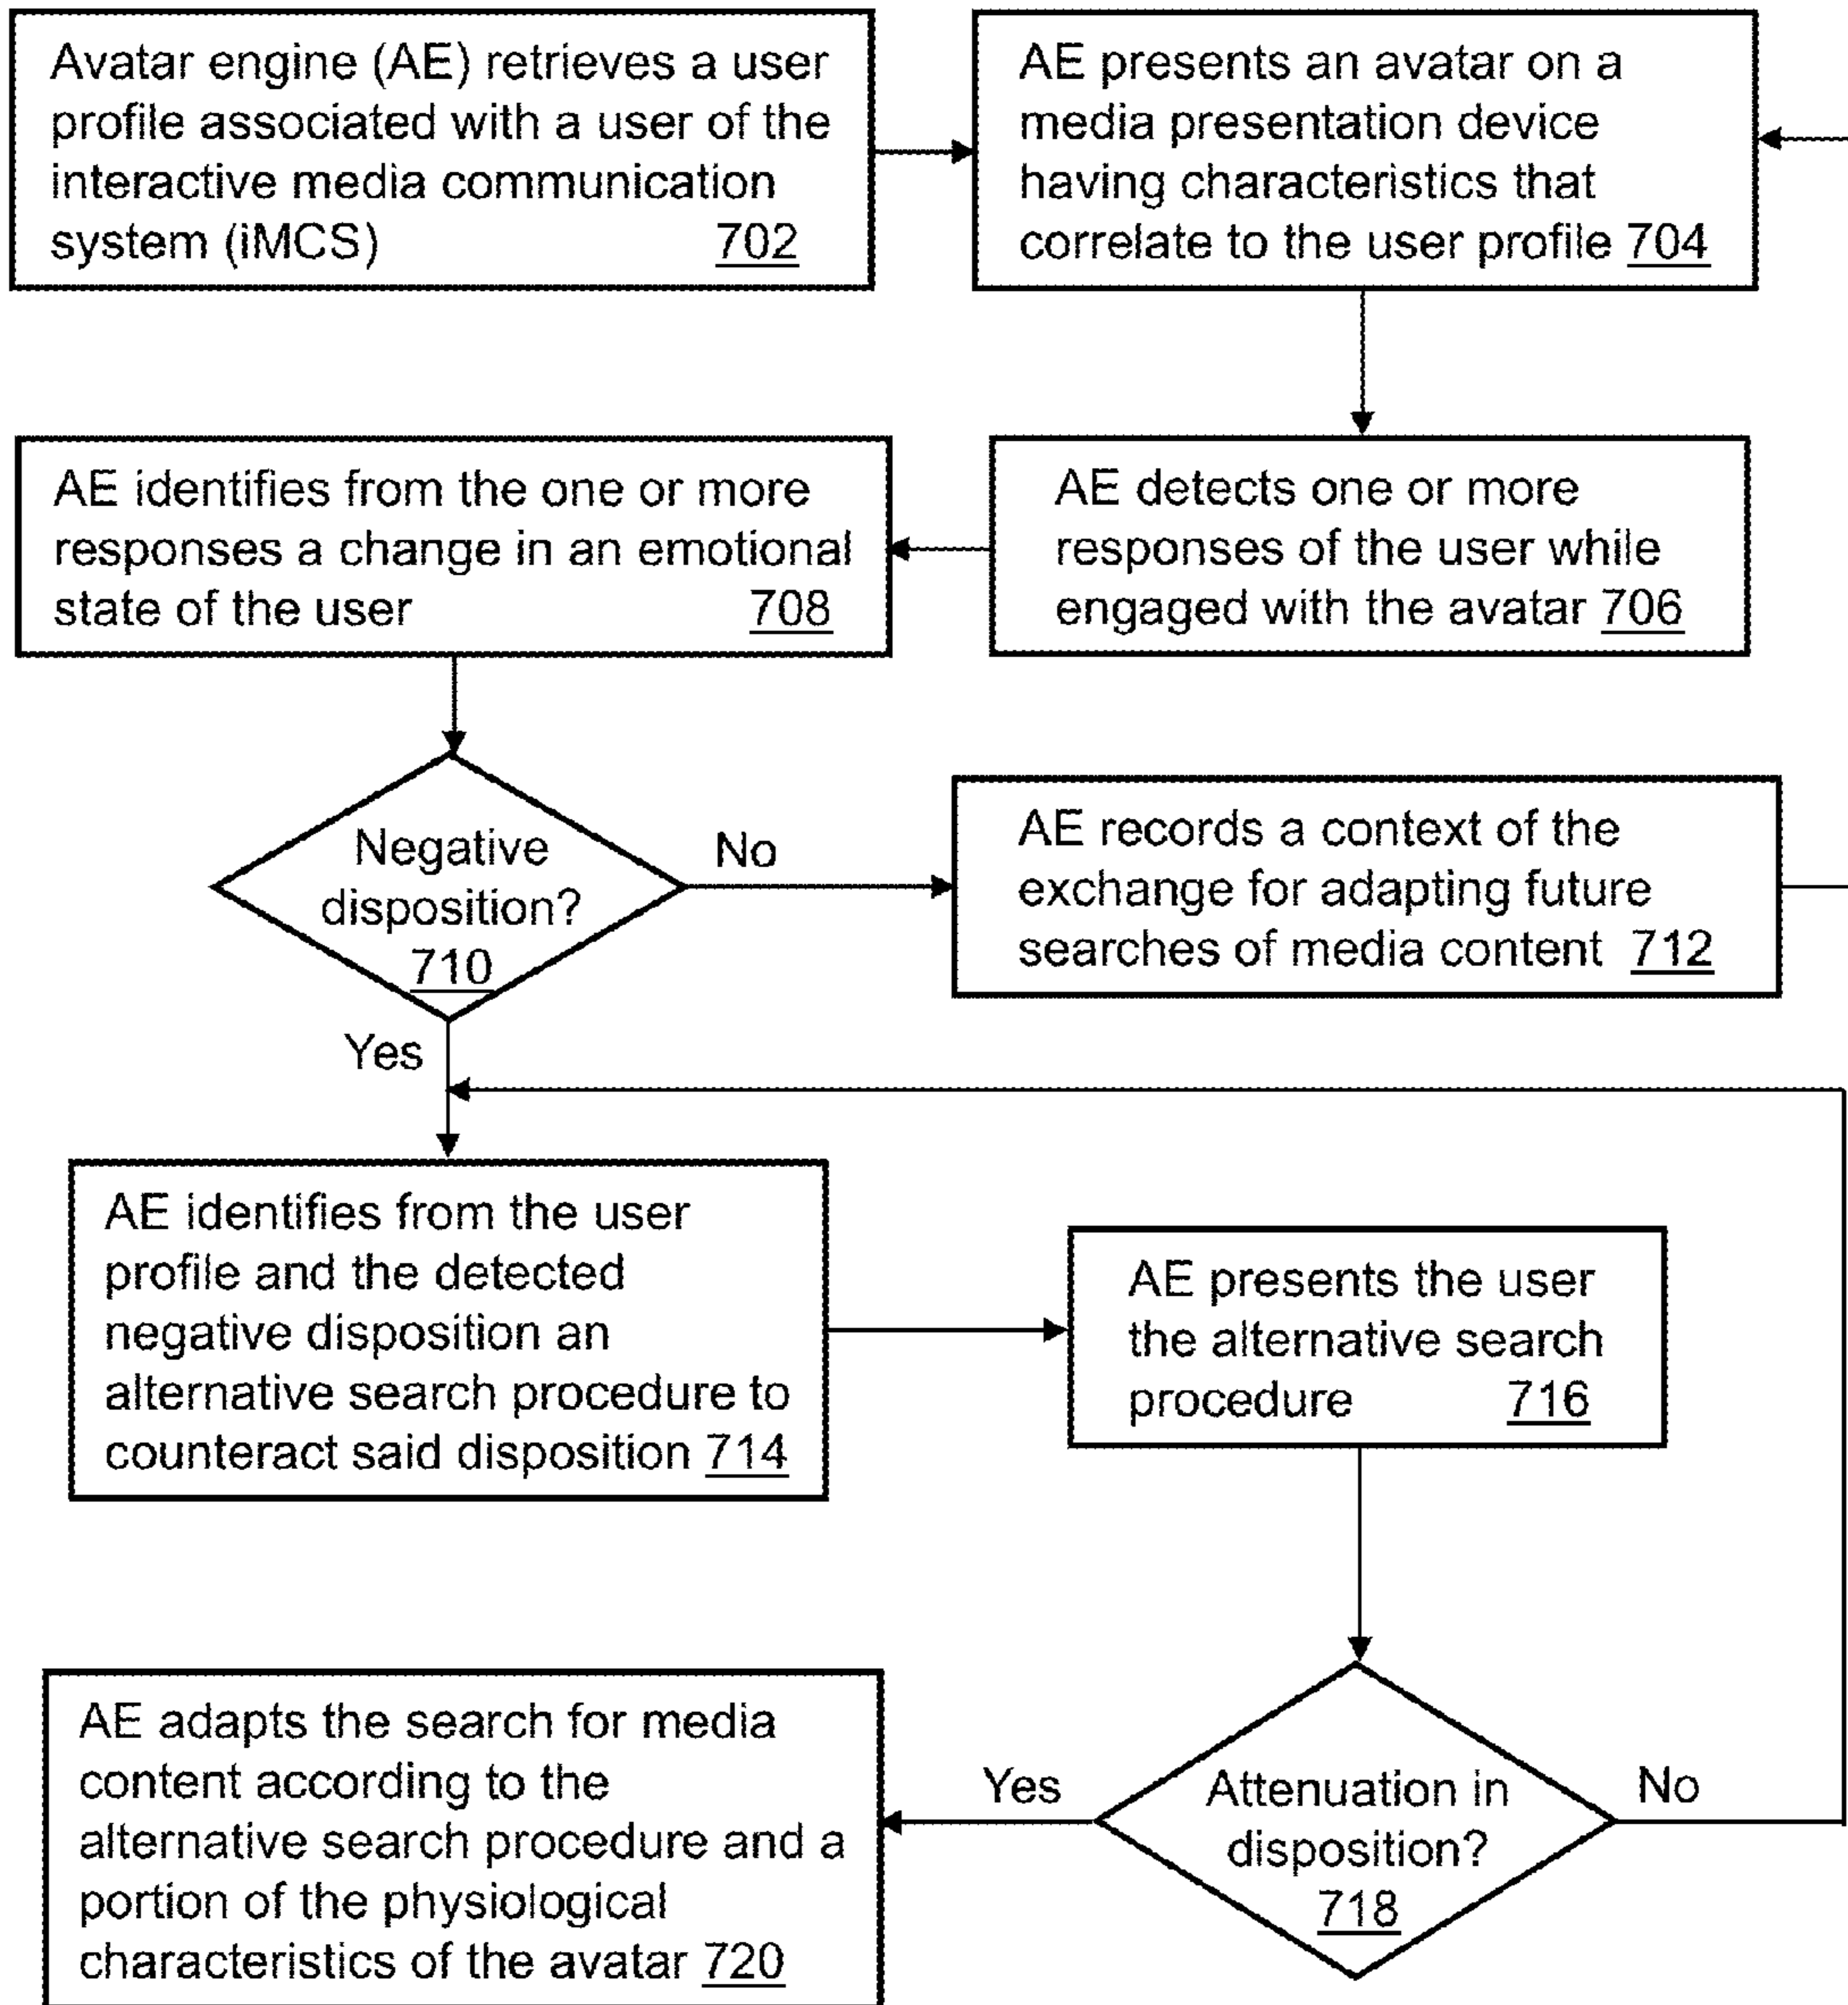 Avatar engine (AE) retrieves a user
profile associated with a user of the
interactive media communication
system (iMCS) 702
AE presents an avatar on a
media presentation device
having characteristics that
correlate to the user profile 704
AE detects one or more
responses of the user while
engaged with the avatar 706
AE identifies from the one or more
responses a change in an emotional
state of the user 708
Negative
disposition?
710
No
Yes
AE records a context of the
exchange for adapting future
searches of media content 712
AE identifies from the user
profile and the detected
negative disposition an
alternative search procedure to
counteract said disposition 714
AE presents the user
the alternative search
procedure 716
Attenuation in
disposition?
718
Yes
No
AE adapts the search for media
content according to the
alternative search procedure and a
portion of the physiological
characteristics of the avatar 720